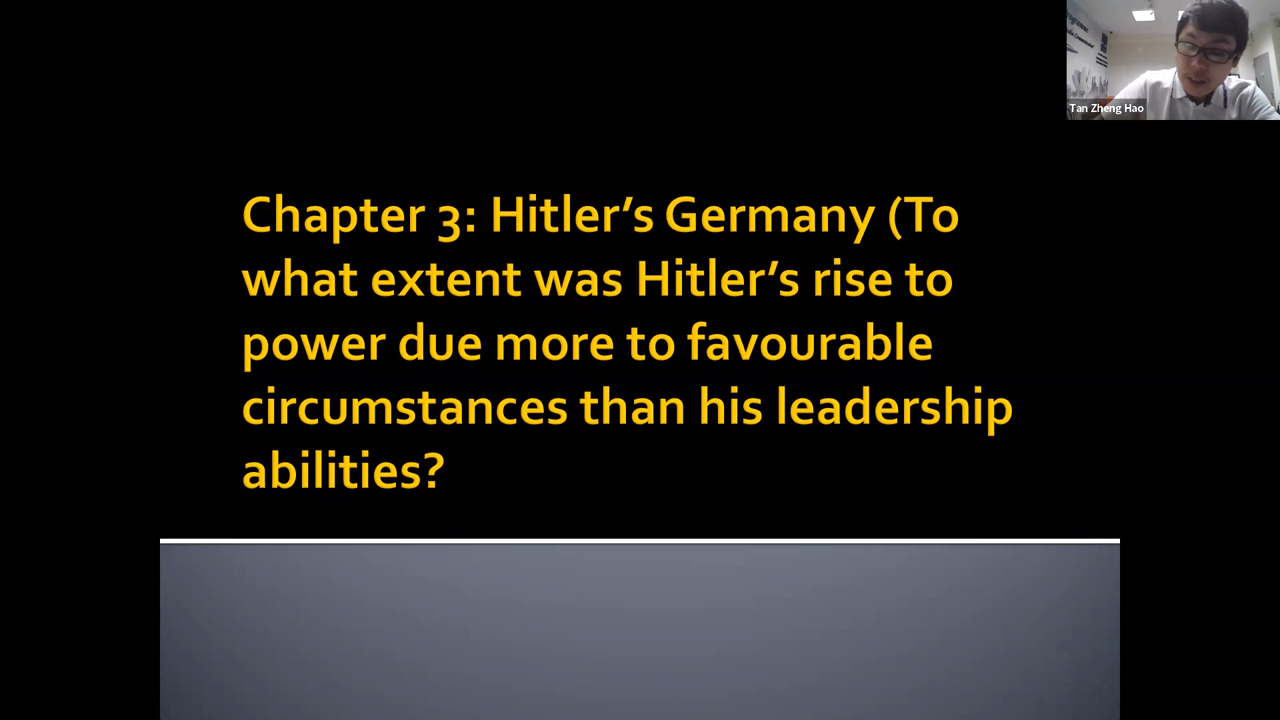 Tan Zheng Hao
Chapter 3: Hitler’s Germany (To
what extent was Hitler’s rise to
power due more to favourable
circumstances than his leadership
abilities?